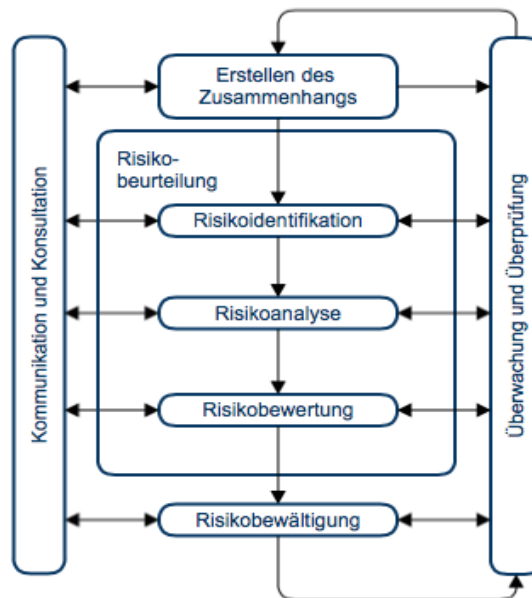 Erstellen des
Zusammenhangs
Risiko-
beurteilung
Risikoidentifikation
Risikoanalyse
Risikobewertung
Risikobewältigung
Kommunikation und Konsultation
Überwachung und Überprüfung